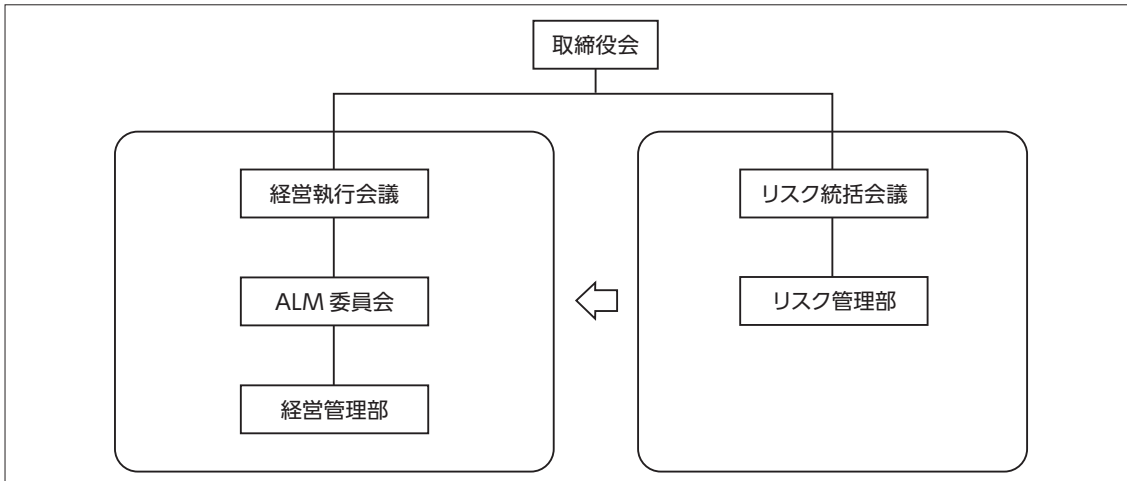 取締役会
経営執行会議
ALM 委員会
経営管理部
リスク統括会議
リスク管理部